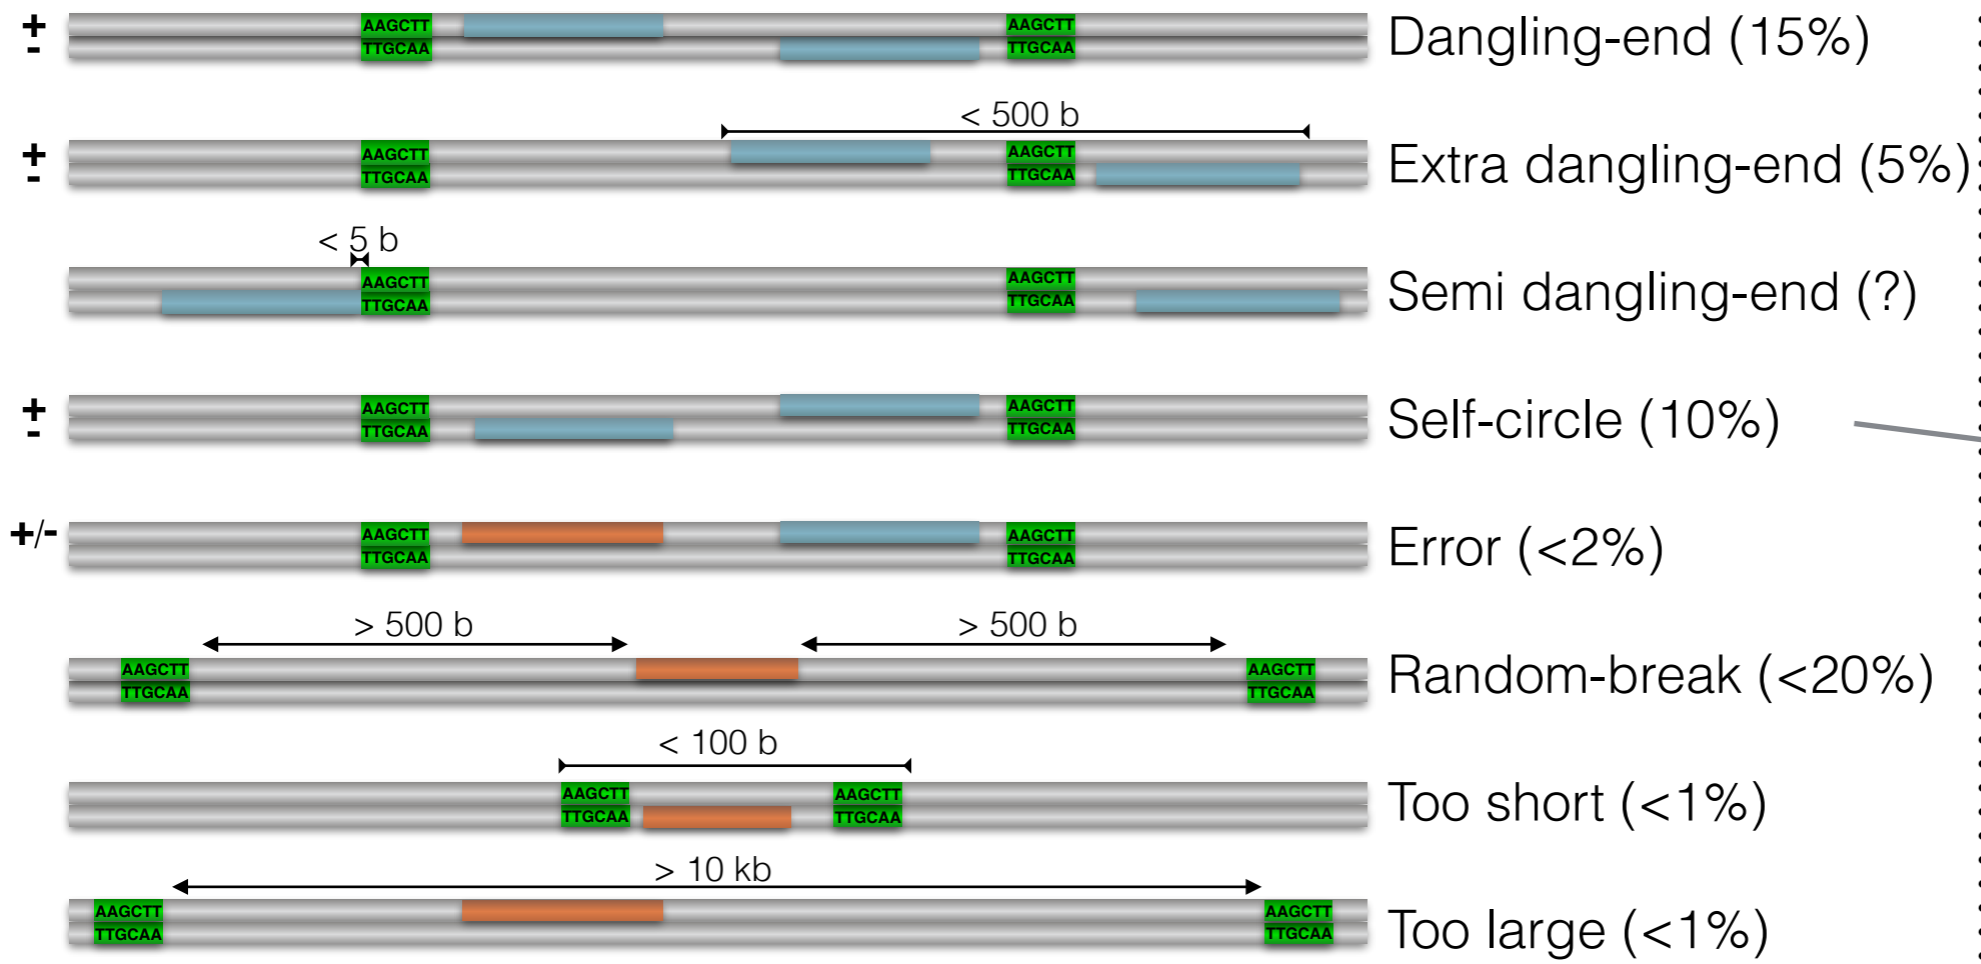 + AAGCTT AAGCTT Dangling-end (15%)
- TTGCAA TTGCAA
< 500 b
+ AAGCTT AAGCTT Extra dangling-end (5%)
- TTGCAA TTGCAA
< 5 b
AAGCTT AAGCTT Semi dangling-end (?)
TTGCAA TTGCAA
+ AAGCTT AAGCTT Self-circle (10%)
- TTGCAA TTGCAA
+/- AAGCTT AAGCTT Error (<2%)
TTGCAA TTGCAA
> 500 b > 500 b
AAGCTT AAGCTT Random-break (<20%)
TTGCAA TTGCAA
< 100 b
AAGCTT AAGCTT Too short (<1%)
TTGCAA TTGCAA
> 10 kb
AAGCTT AAGCTT Too large (<1%)
TTGCAA TTGCAA